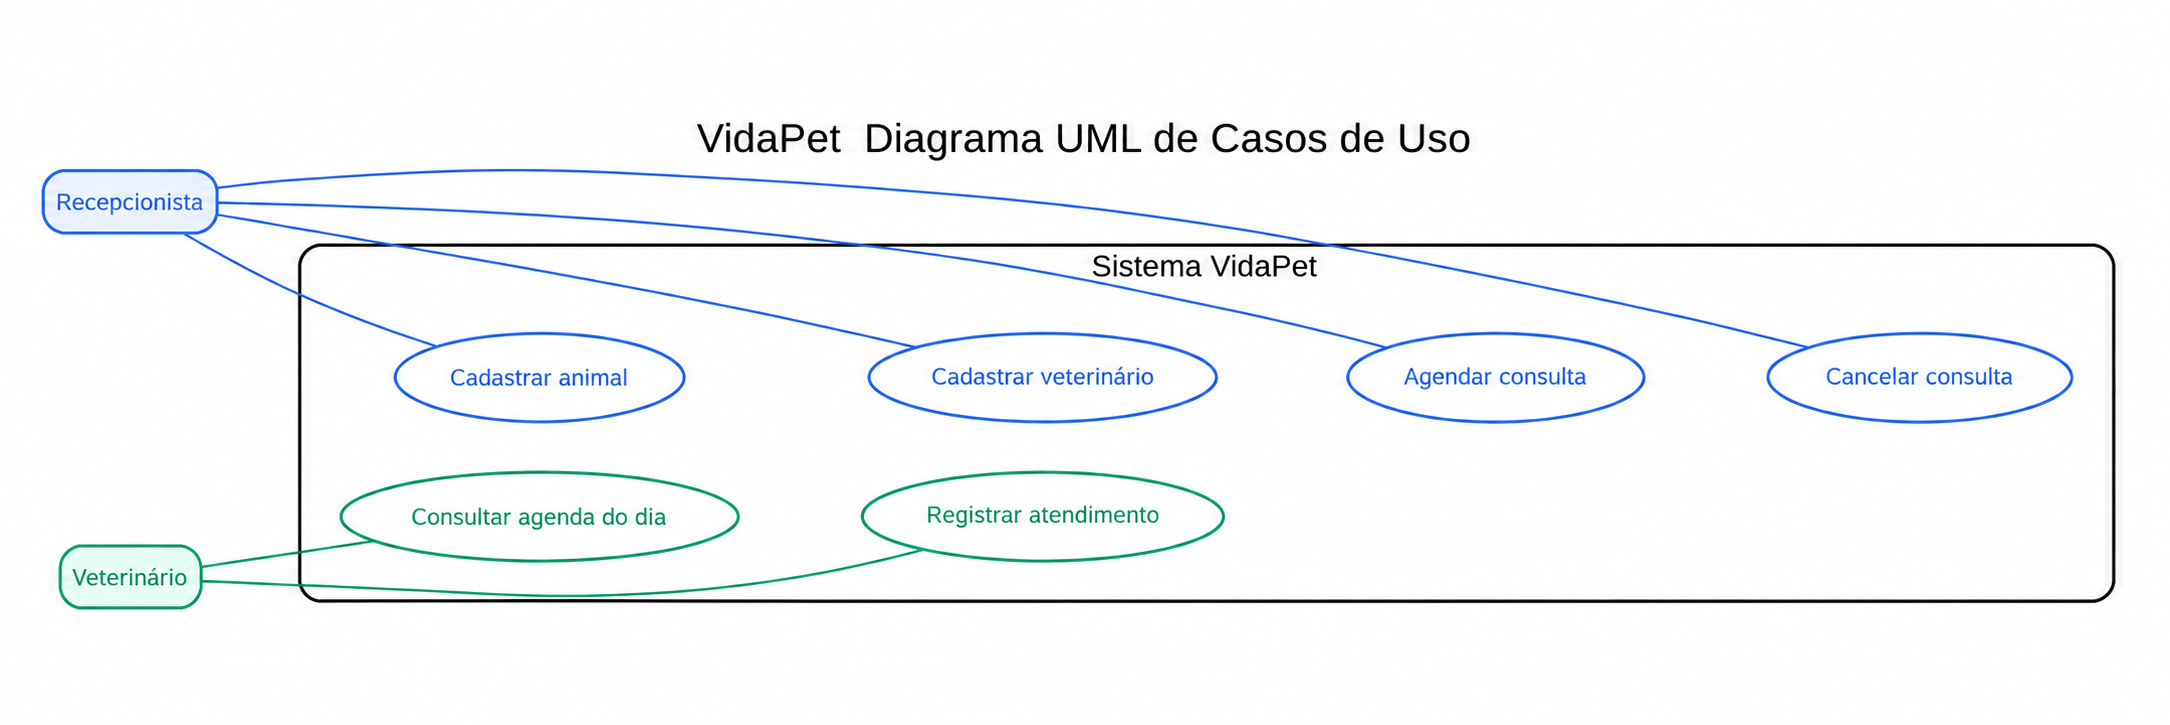 VidaPet  Diagrama UML de Casos de Uso
Recepcionista
Sistema VidaPet
Cadastrar animal
Cadastrar veterinário
Agendar consulta
Cancelar consulta
Consultar agenda do dia
Registrar atendimento
Veterinário